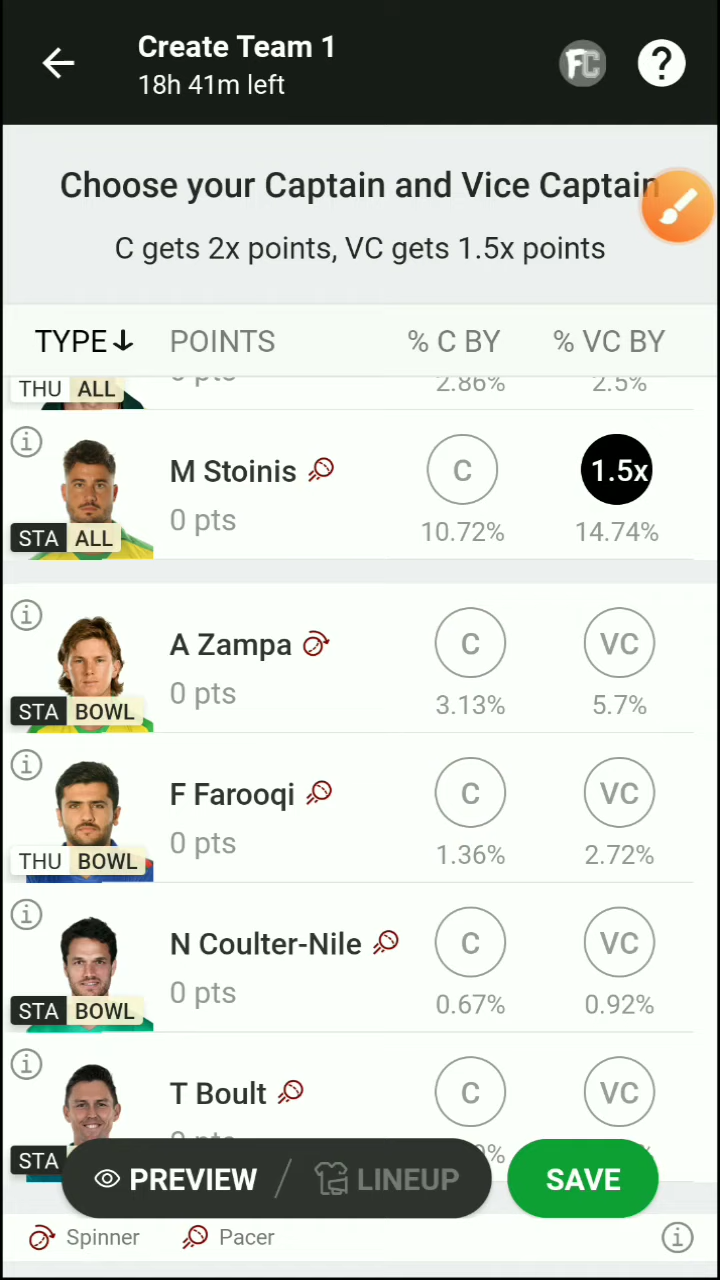 Create Team 1
18h 41m left
FC
?
Choose your Captain and Vice Captain
C gets 2x points, VC gets 1.5x points
TYPE POINTS % C BY % VC BY
THU ALL 0 pts 2.86% 2.5%
M Stoinis C 1.5x
STA ALL 0 pts 10.72% 14.74%
A Zampa C VC
STA BOWL 0 pts 3.13% 5.7%
F Farooqi C VC
THU BOWL 0 pts 1.36% 2.72%
N Coulter-Nile C VC
STA BOWL 0 pts 0.67% 0.92%
T Boult C VC
STA
PREVIEW / LINEUP SAVE
Spinner Pacer